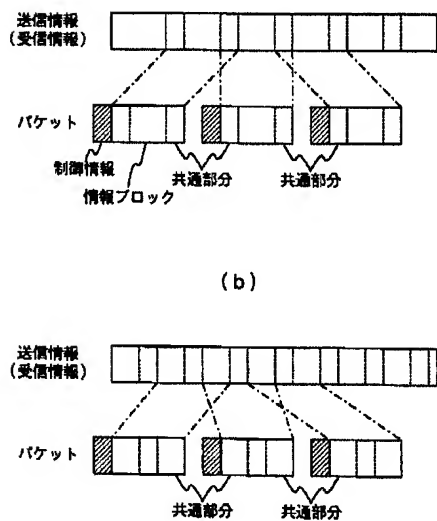 送信情報
(受信情報)
パケット
制御情報
情報ブロック
共通部分
共通部分
(b)
送信情報
(受信情報)
パケット
共通部分
共通部分